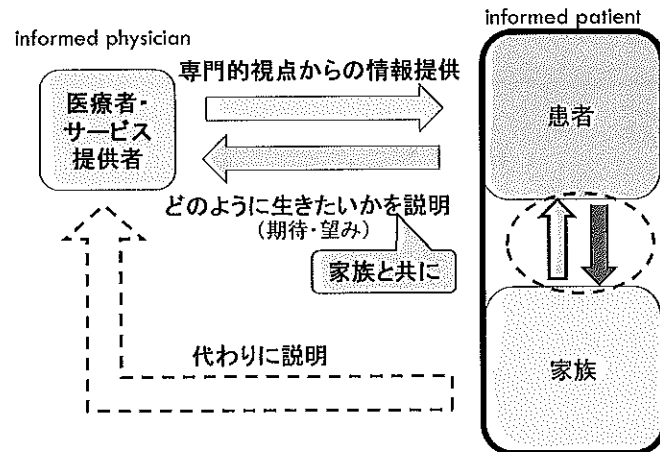 informed patient
informed physician
専門的視点からの情報提供
医療者・
サービス
提供者
患者
どのように生きたいかを説明
(期待・望み)
家族と共に
代わりに説明
家族